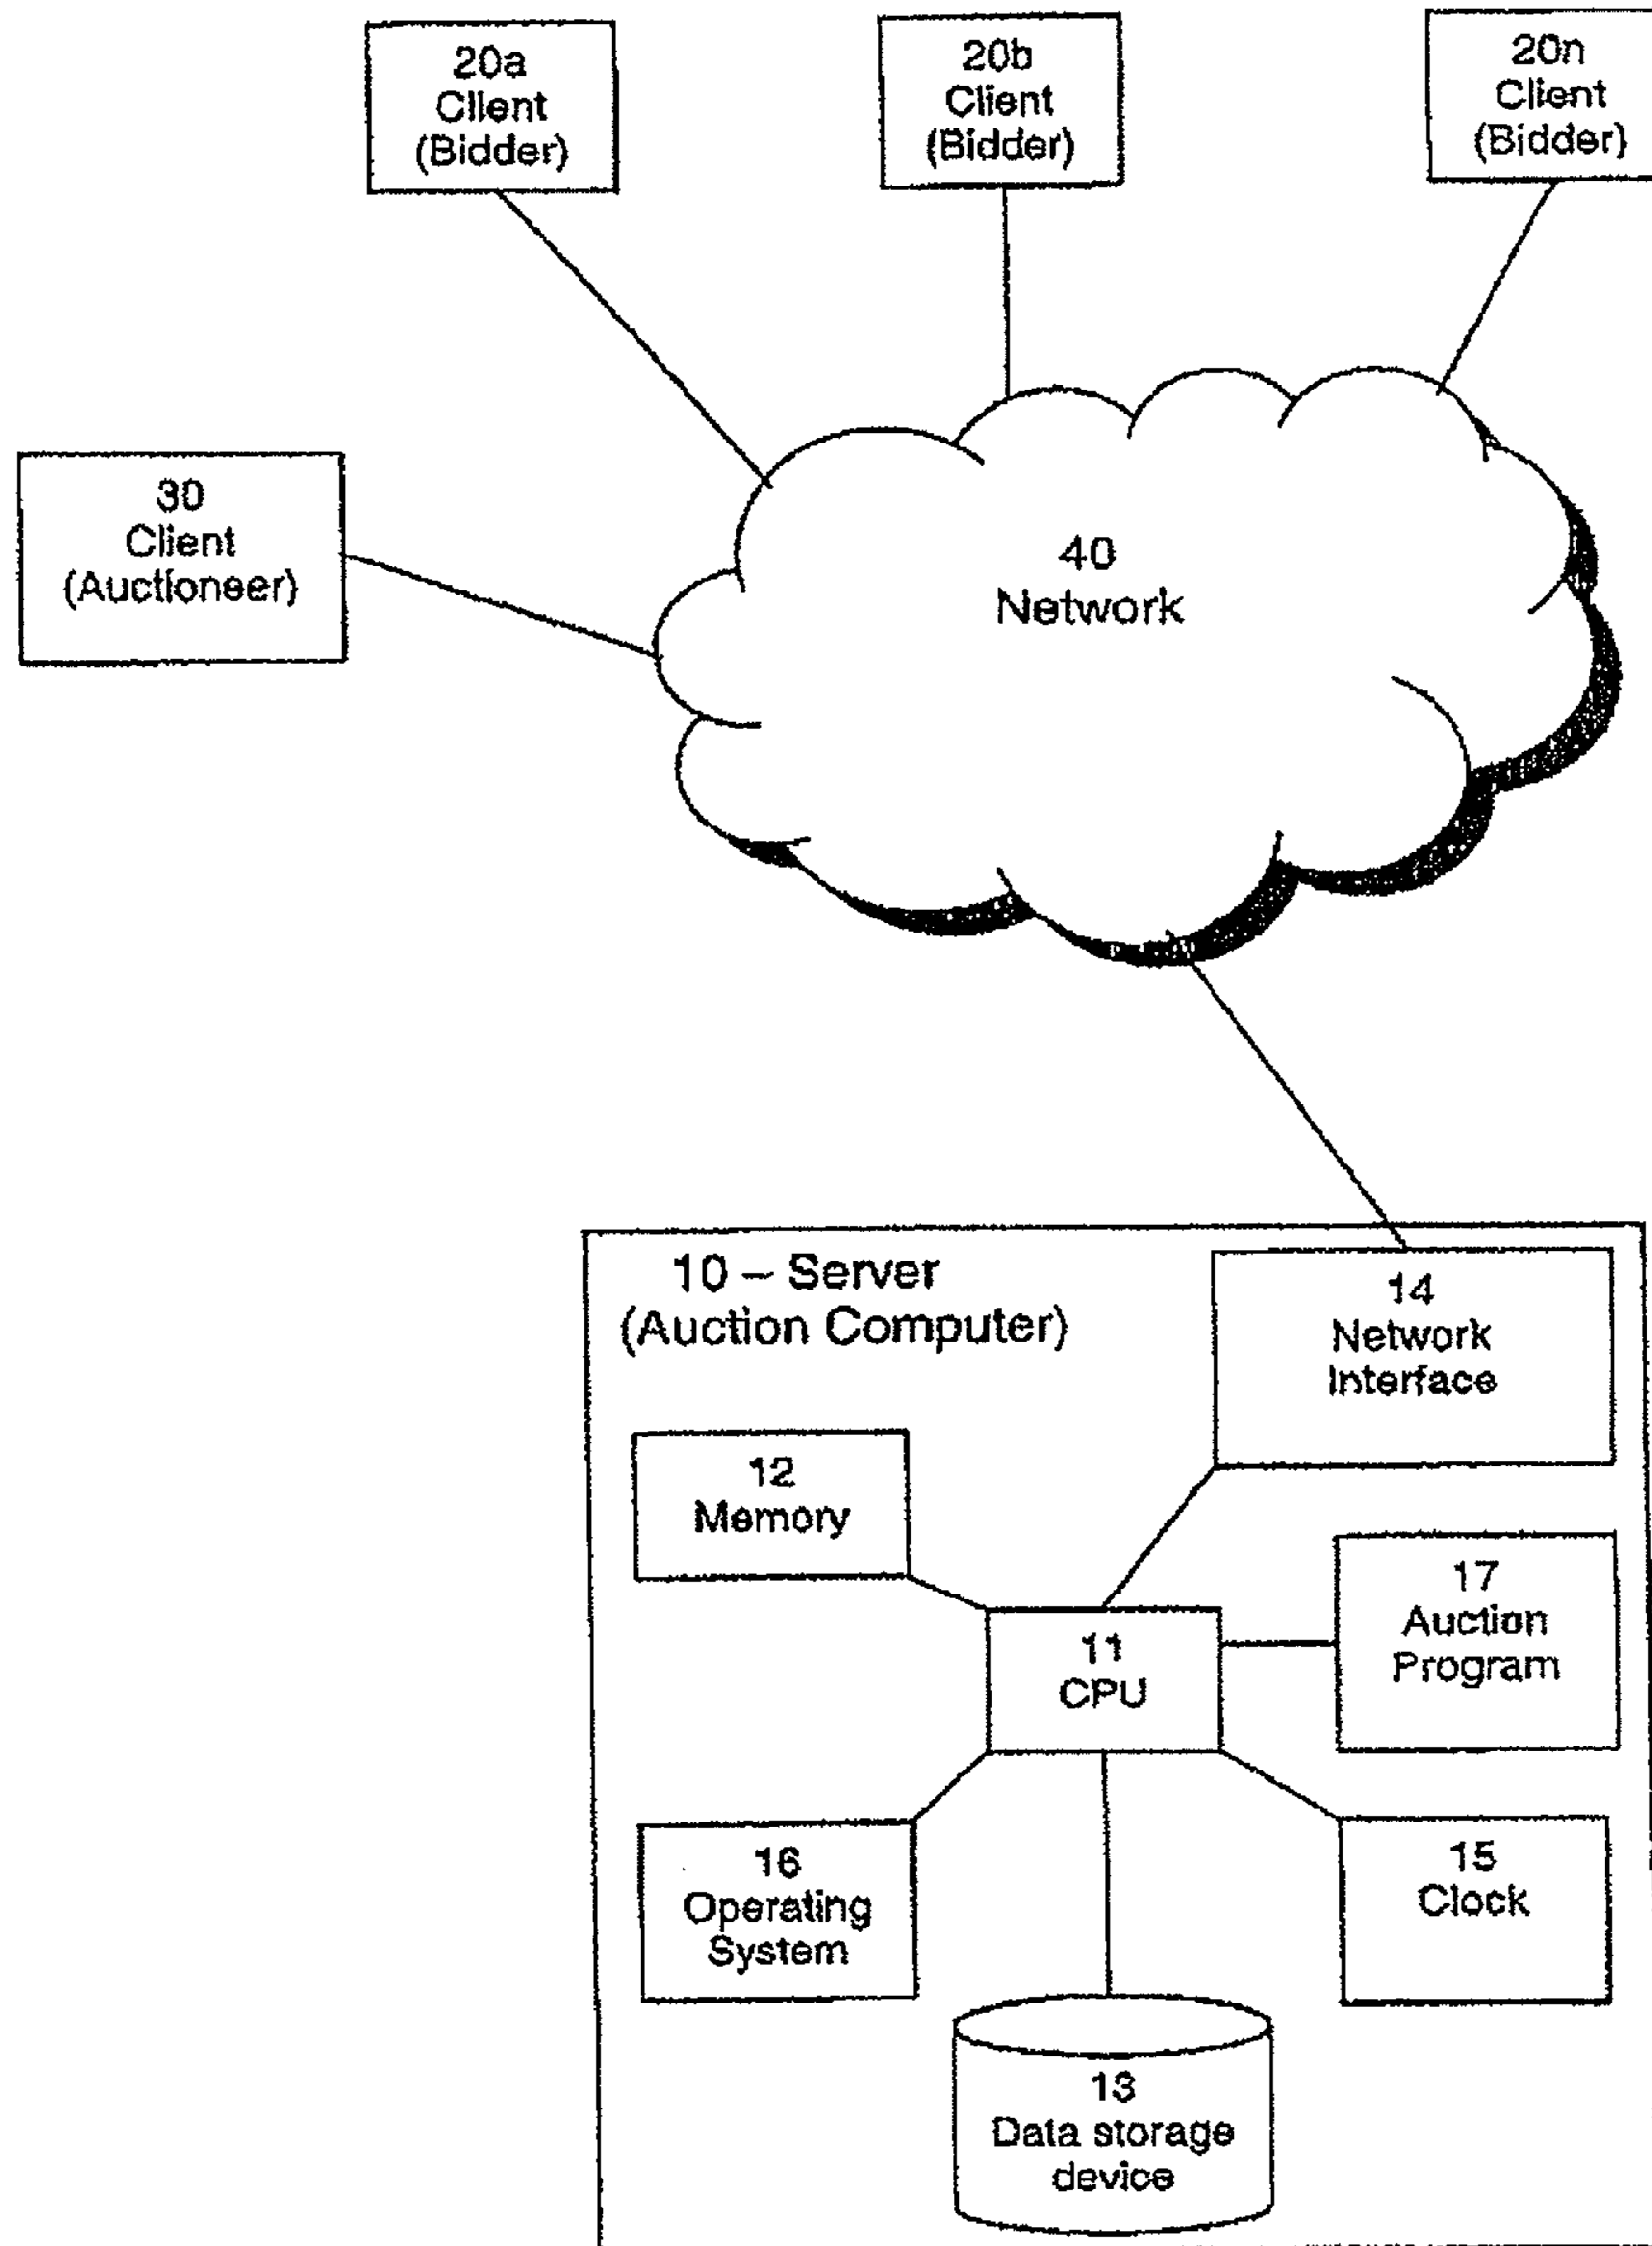 20a
Client
(Bidder)
20b
Client
(Bidder)
20n
Client
(Bidder)
30
Client
(Auctioneer)
40
Network
10 – Server
(Auction Computer)
14
Network
Interface
12
Memory
17
Auction
Program
11
CPU
16
Operating
System
15
Clock
13
Data storage
device